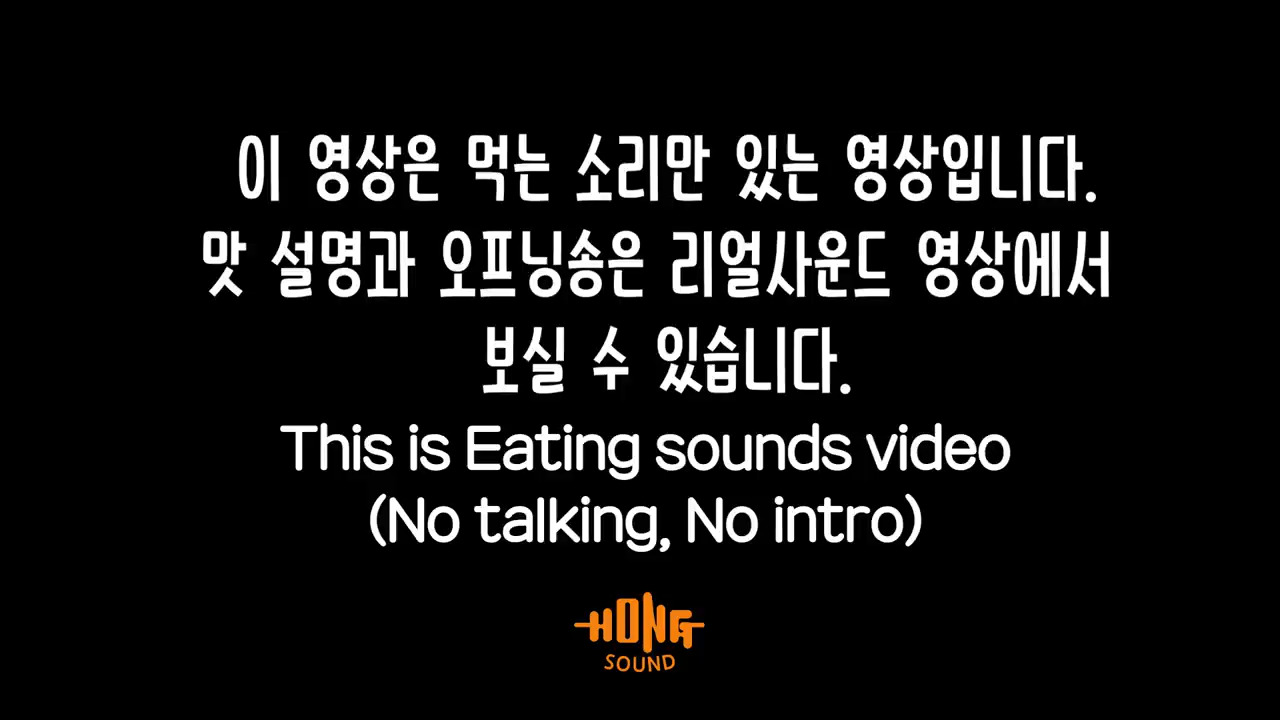 이 영상은 먹는 소리만 있는 영상입니다.
맛 설명과 오프닝송은 리얼사운드 영상에서
보실 수 있습니다.
This is Eating sounds video
(No talking, No intro)
HONG
SOUND